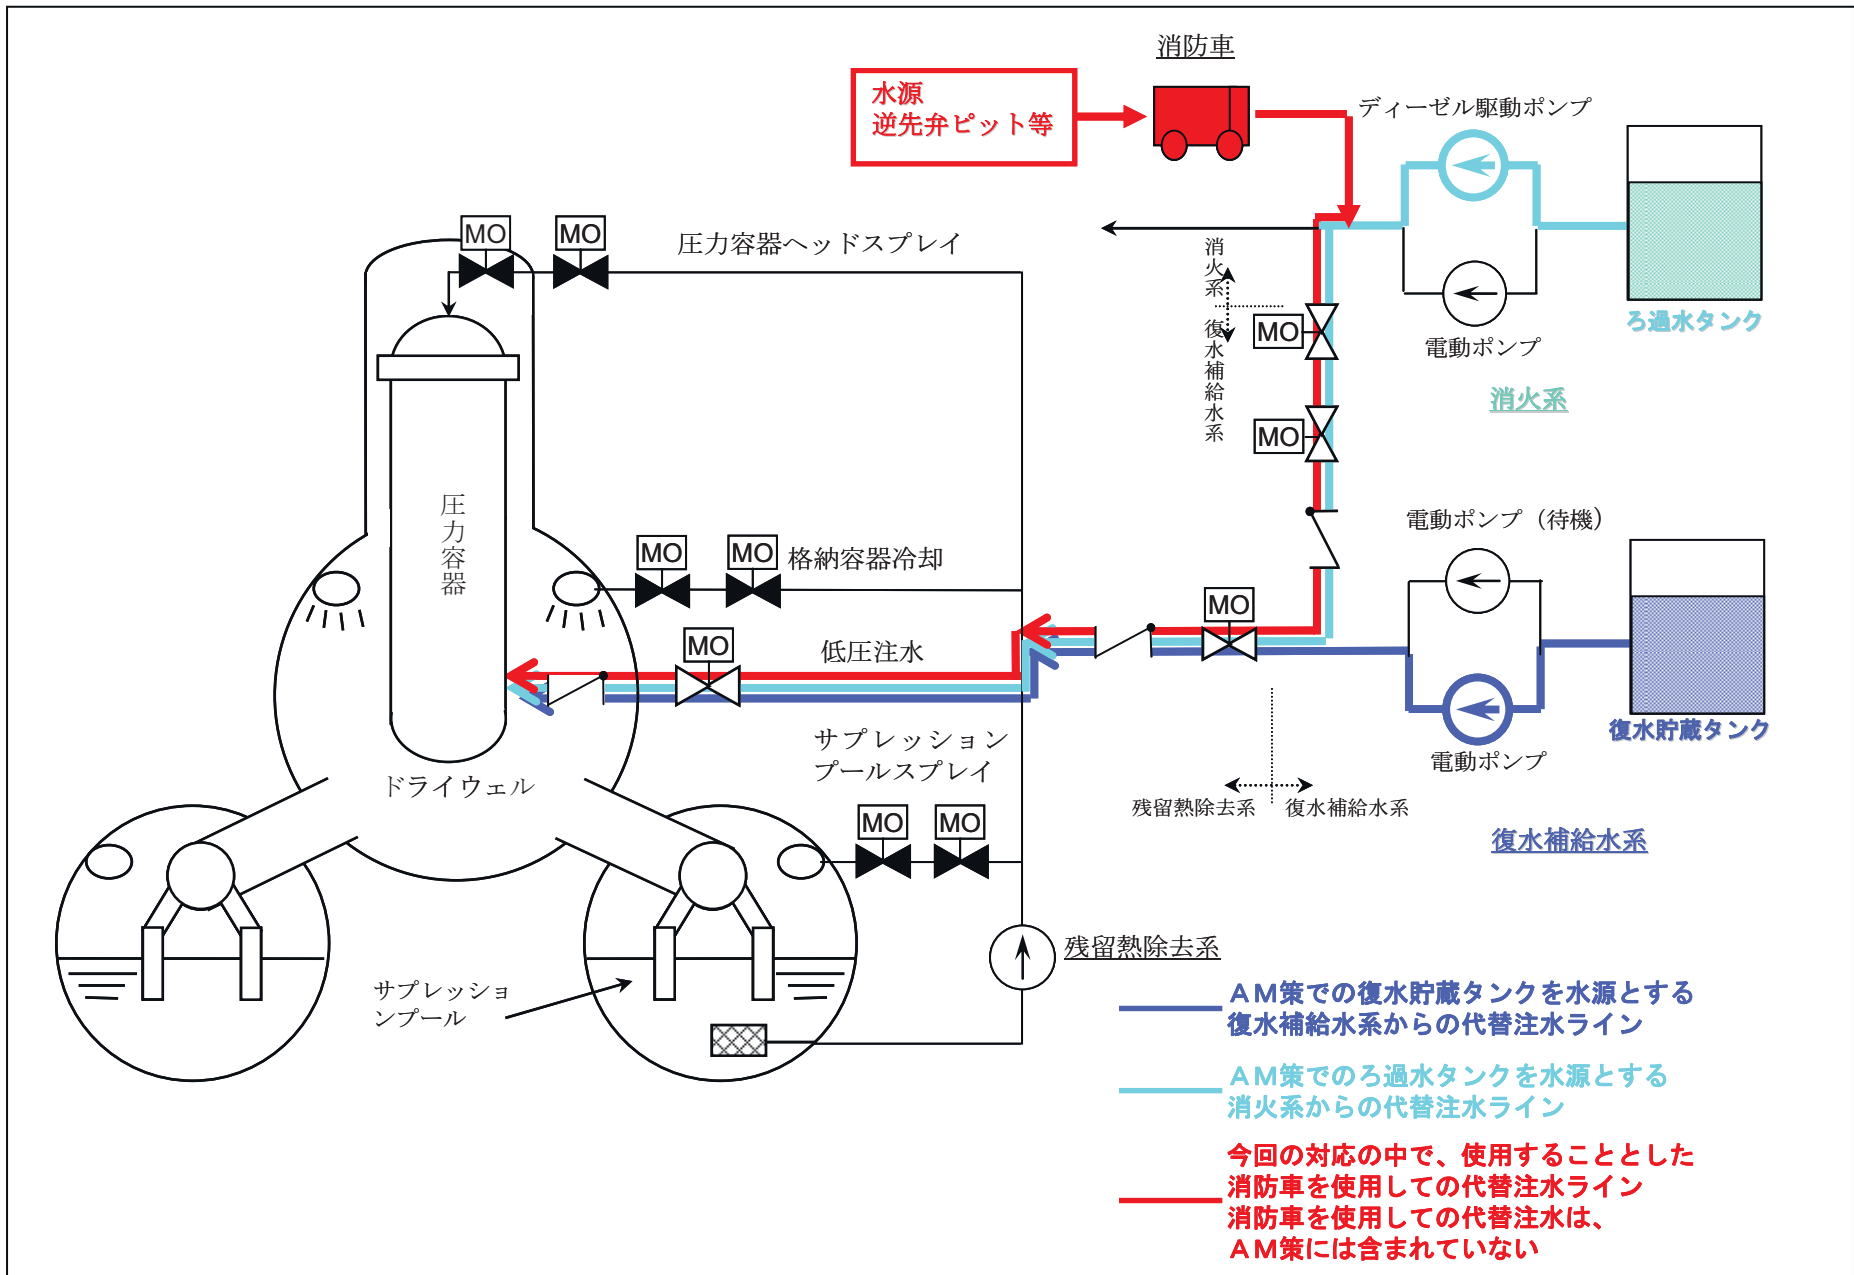 消防車
水源
逆先弁ピット等
ディーゼル駆動ポンプ
MO
MO
圧力容器ヘッドスプレイ
消火系
復水補給水系
MO
ろ過水タンク
電動ポンプ
消火系
MO
圧力容器
電動ポンプ（待機）
MO
MO
格納容器冷却
MO
MO
低圧注水
復水貯蔵タンク
サプレッション
プールスプレイ
電動ポンプ
ドライウェル
残留熱除去系
復水補給水系
MO
MO
復水補給水系
残留熱除去系
サプレッショ
ンプール
ＡＭ策での復水貯蔵タンクを水源とする
復水補給水系からの代替注水ライン
ＡＭ策でのろ過水タンクを水源とする
消火系からの代替注水ライン
今回の対応の中で、使用することとした
消防車を使用しての代替注水ライン
消防車を使用しての代替注水は、
ＡＭ策には含まれていない